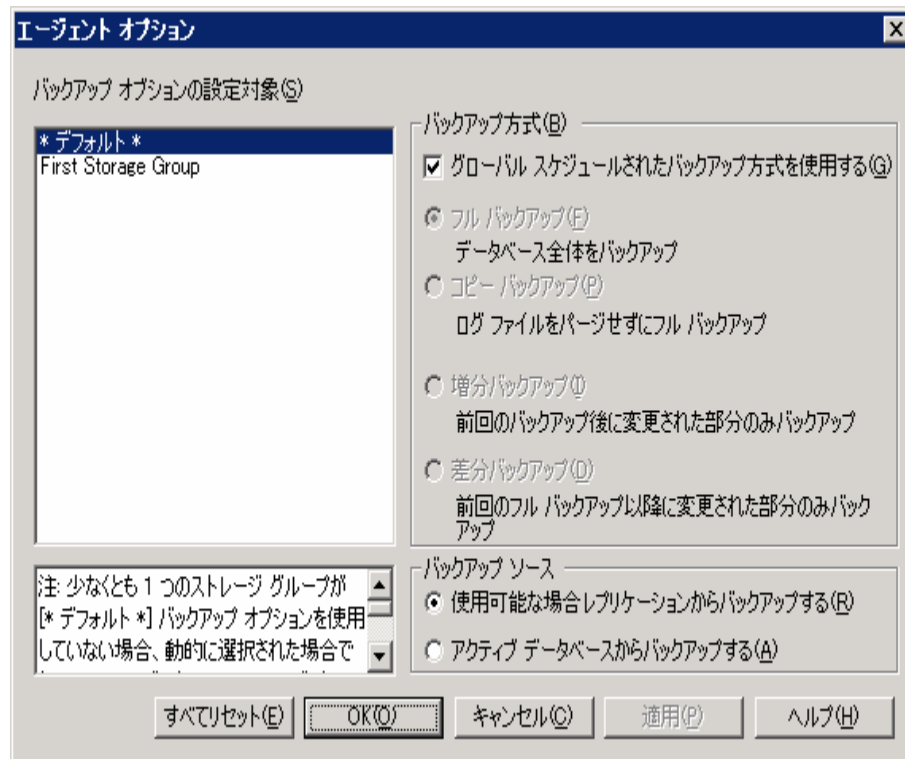 エージェント オプション
バックアップ オプションの設定対象(S)
* デフォルト *
First Storage Group
バックアップ方式(B)
グローバル スケジュールされたバックアップ方式を使用する(G)
フル バックアップ(F)
データベース全体をバックアップ
コピー バックアップ(P)
ログ ファイルをパージせずにフル バックアップ
増分バックアップ(I)
前回のバックアップ後に変更された部分のみバックアップ
差分バックアップ(D)
前回のフル バックアップ以降に変更された部分のみバック
アップ
注: 少なくとも 1 つのストレージ グループが
[* デフォルト *] バックアップ オプションを使用
していない場合、動的に選択された場合で
バックアップ ソース
使用可能な場合レプリケーションからバックアップする(R)
アクティブ データベースからバックアップする(A)
すべてリセット(E)
OK(O)
キャンセル(C)
適用(P)
ヘルプ(H)